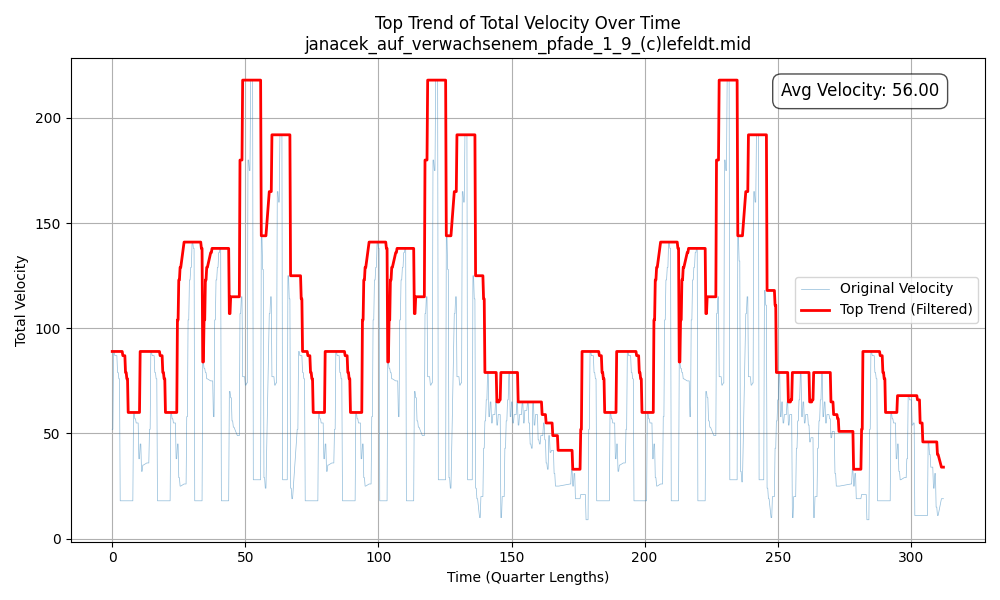 Top Trend of Total Velocity Over Time
janacek_auf_verwachsenem_pfade_1_9_(c)lefeldt.mid
Avg Velocity: 56.00
Total Velocity
200
150
100
50
0
Original Velocity
Top Trend (Filtered)
0 50 100 150 200 250 300
Time (Quarter Lengths)